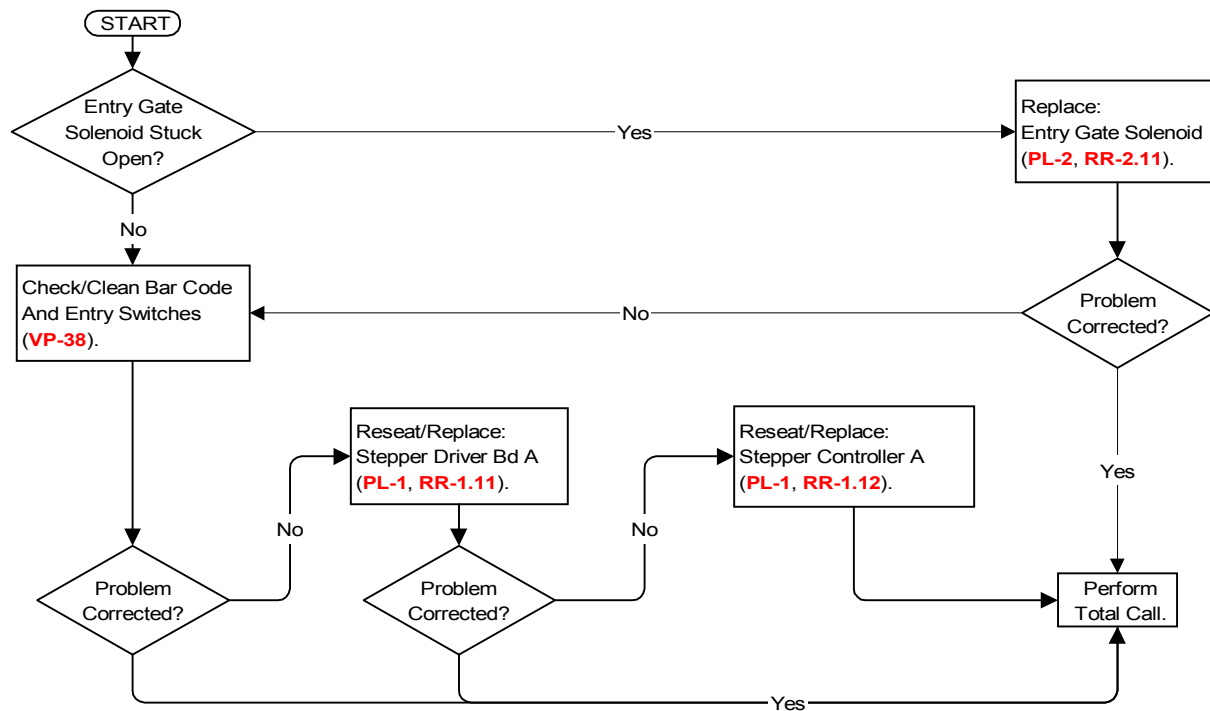 START
Entry Gate
Solenoid Stuck
Open?
Yes
Replace:
Entry Gate Solenoid
(PL-2, RR-2.11).
No
Check/Clean Bar Code
And Entry Switches
(VP-38).
No
Problem
Corrected?
Reseat/Replace:
Stepper Driver Bd A
(PL-1, RR-1.11).
Reseat/Replace:
Stepper Controller A
(PL-1, RR-1.12).
Yes
No
No
Problem
Corrected?
Problem
Corrected?
Perform
Total Call.
Yes